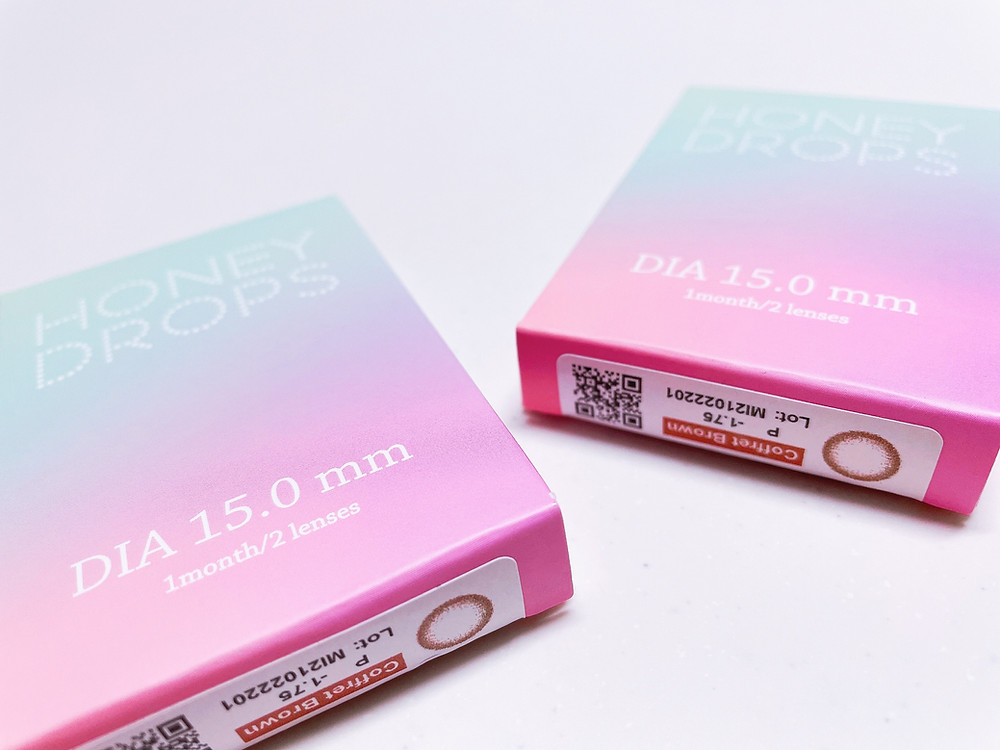 HONEY
DROPS
DIA 15.0 mm
1month/2 lenses
Coffret Brown
P -1.75
Lot: MI21022201
HONEY
DROPS
DIA 15.0 mm
1month/2 lenses
Coffret Brown
P -1.75
Lot: MI21022201